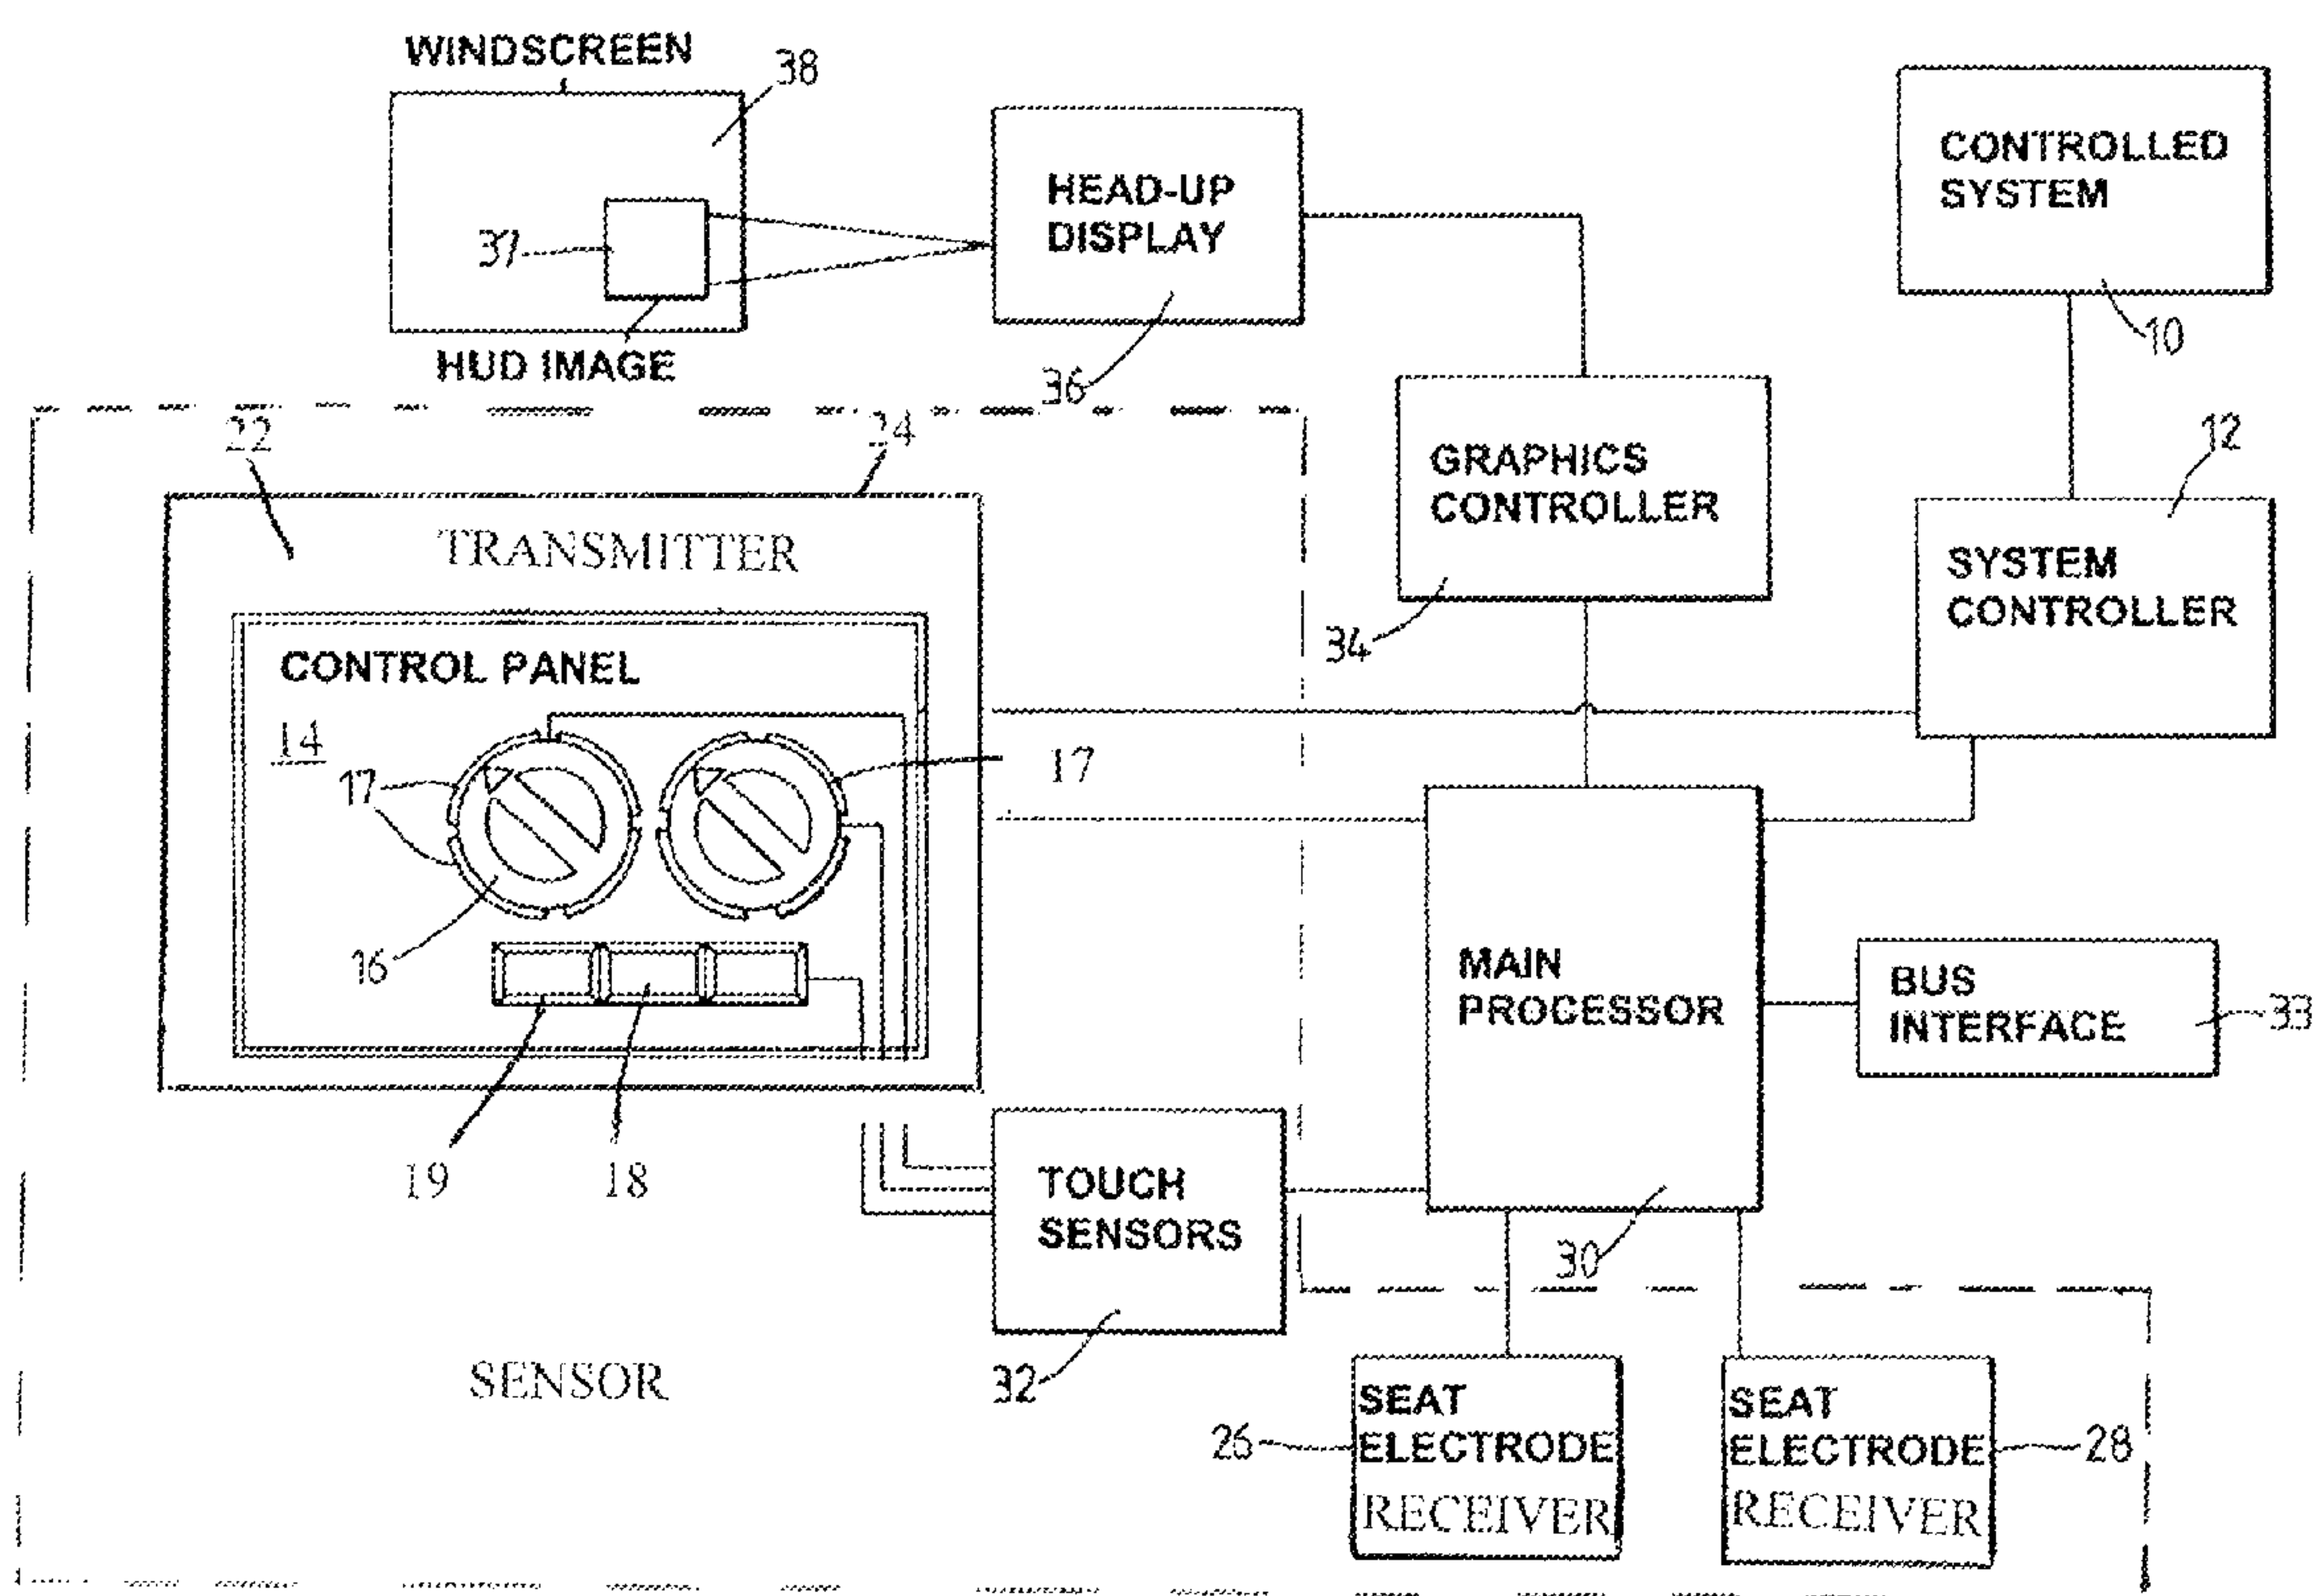 WINDSCREEN
38
37
HUD IMAGE
HEAD-UP
DISPLAY
36
CONTROLLED
SYSTEM
10
22
24
TRANSMITTER
GRAPHICS
CONTROLLER
34
12
SYSTEM
CONTROLLER
CONTROL PANEL
14
17
17
16
19
18
MAIN
PROCESSOR
30
BUS
INTERFACE
33
TOUCH
SENSORS
32
SENSOR
SEAT
ELECTRODE
RECEIVER
26
SEAT
ELECTRODE
RECEIVER
28